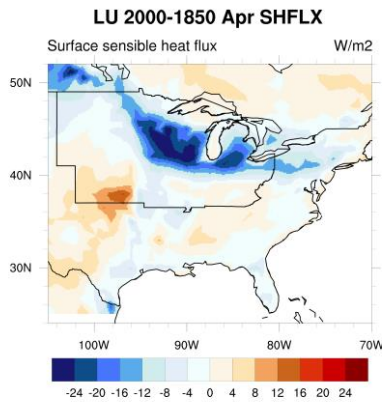 LU 2000-1850 Apr SHFLX
Surface sensible heat flux W/m2
50N
40N
30N
100W 90W 80W 70W
-24 -20 -16 -12 -8 -4 0 4 8 12 16 20 24